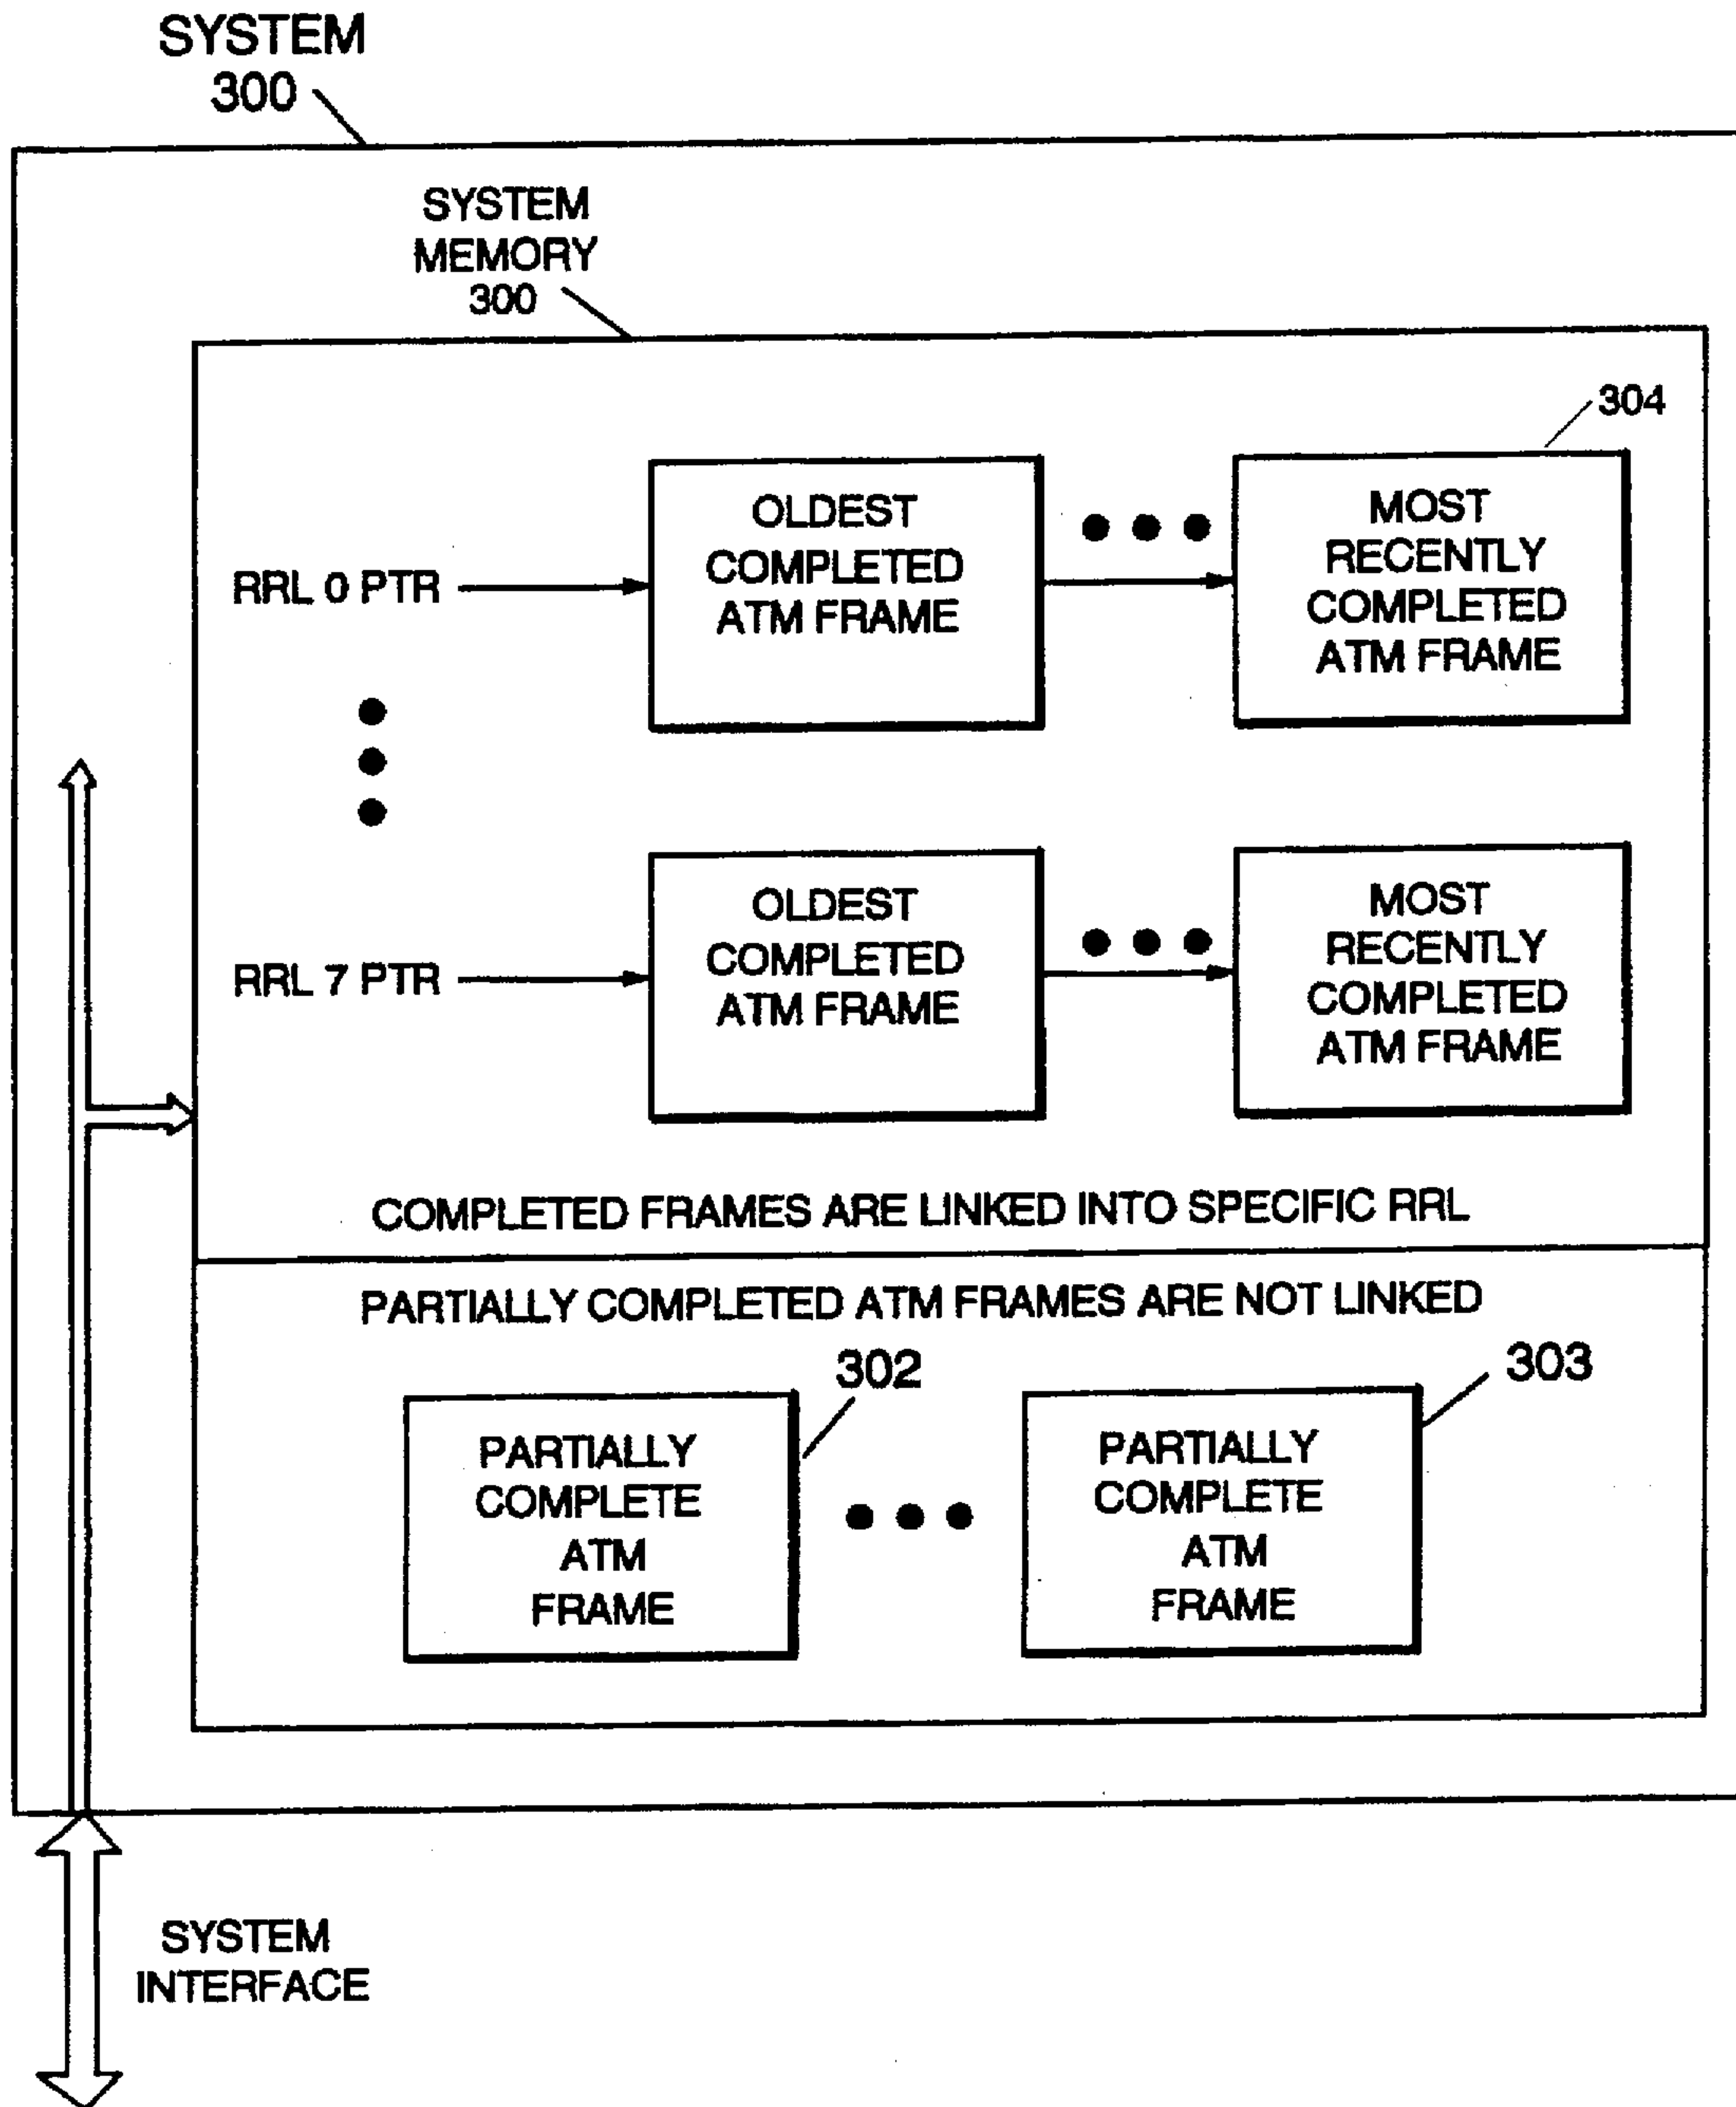 SYSTEM
300
SYSTEM
MEMORY
300
304
RRL 0 PTR
OLDEST
COMPLETED
ATM FRAME
MOST
RECENTLY
COMPLETED
ATM FRAME
RRL 7 PTR
OLDEST
COMPLETED
ATM FRAME
MOST
RECENTLY
COMPLETED
ATM FRAME
COMPLETED FRAMES ARE LINKED INTO SPECIFIC RRL
PARTIALLY COMPLETED ATM FRAMES ARE NOT LINKED
302
303
PARTIALLY
COMPLETE
ATM
FRAME
PARTIALLY
COMPLETE
ATM
FRAME
SYSTEM
INTERFACE